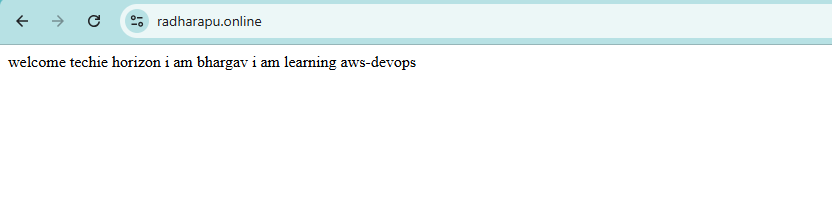 radharapu.online
welcome techie horizon i am bhargav i am learning aws-devops